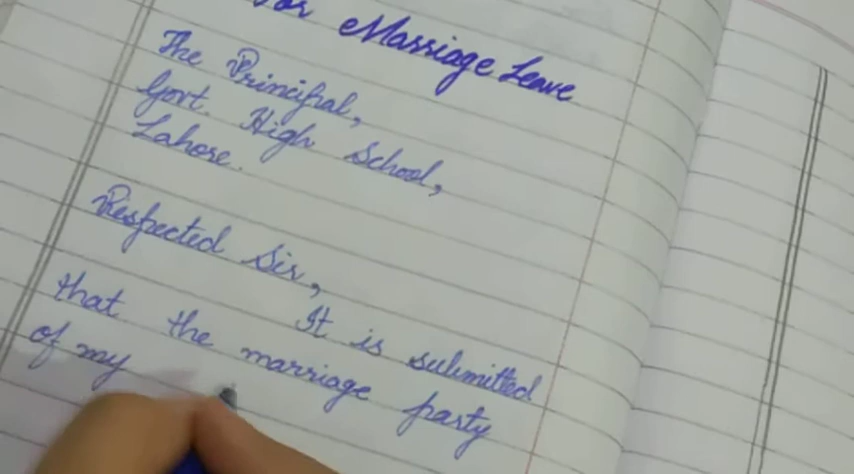 for Marriage Leave
The Principal,
Govt. High School,
Lahore.
Respected Sir,
It is submitted
that the marriage party
of my